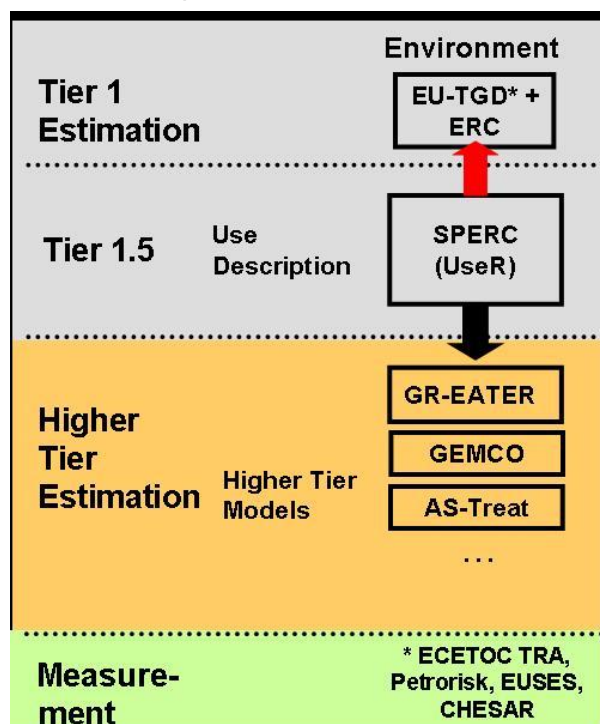 Environment
Tier 1
Estimation
EU-TGD* +
ERC
Tier 1.5
Use
Description
SPERC
(UseR)
Higher
Tier
Estimation
Higher Tier
Models
GR-EATER
GEMCO
AS-Treat
...
Measure-
ment
* ECETOC TRA,
Petrorisk, EUSES,
CHESAR